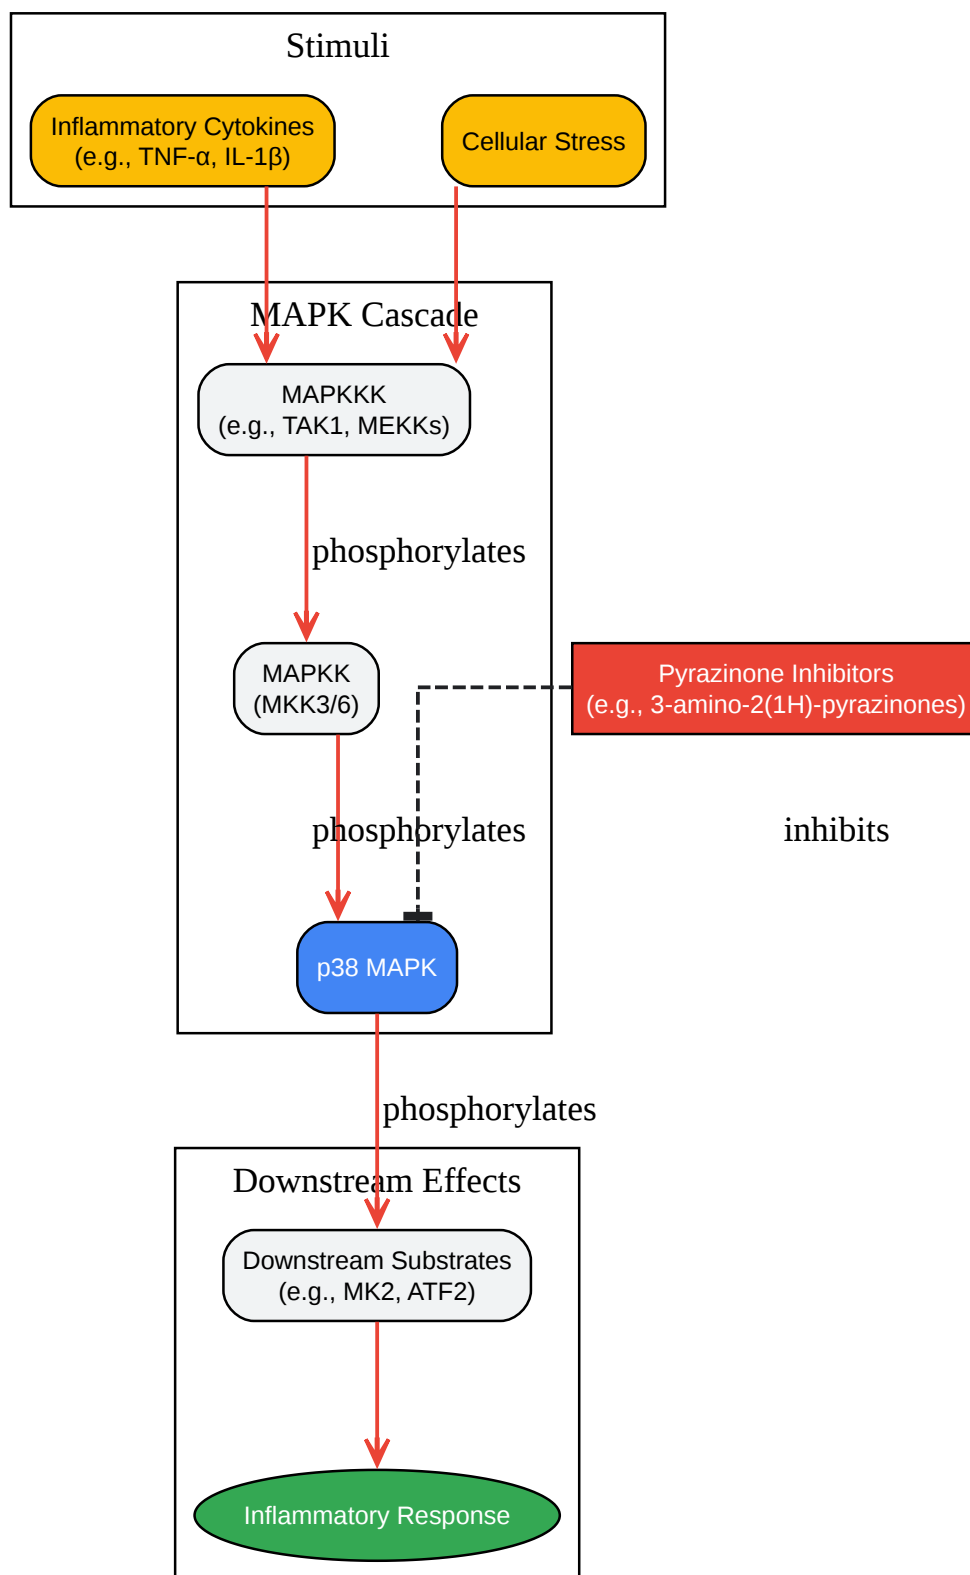 Stimuli
Inflammatory Cytokines
(e.g., TNF-α, IL-1β)
Cellular Stress
MAPK Cascade
MAPKKK
(e.g., TAK1, MEKKs)
phosphorylates
MAPKK
(MKK3/6)
Pyrazinone Inhibitors
(e.g., 3-amino-2(1H)-pyrazinones)
phosphorylates
inhibits
p38 MAPK
phosphorylates
Downstream Effects
Downstream Substrates
(e.g., MK2, ATF2)
Inflammatory Response